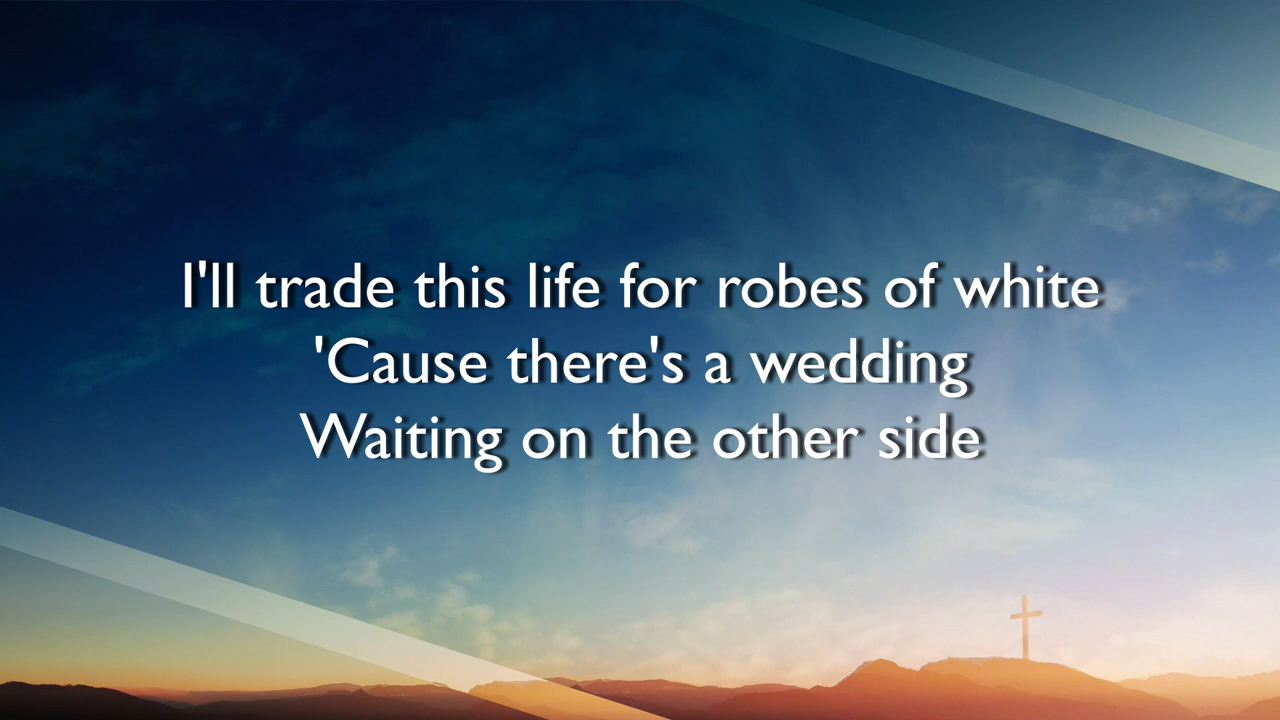 I'll trade this life for robes of white
'Cause there's a wedding
Waiting on the other side